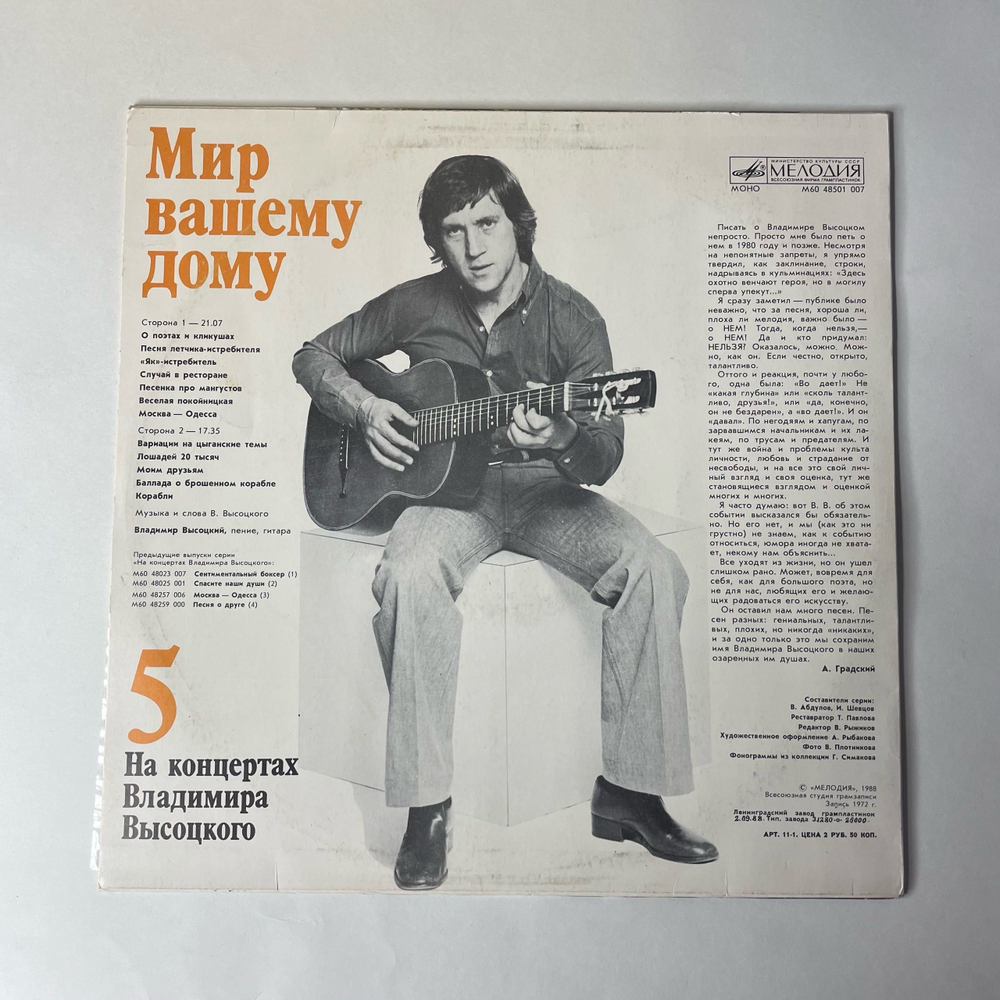 Мир
вашему
дому
Сторона 1 — 21.07
О поэтах и кликушах
Песня летчика-истребителя
«Як»-истребитель
Случай в ресторане
Песенка про мангустов
Веселая покойницкая
Москва — Одесса
Сторона 2 — 17.35
Вариации на цыганские темы
Лошадей 20 тысяч
Моим друзьям
Баллада о брошенном корабле
Корабли
Музыка и слова В. Высоцкого
Владимир Высоцкий, пение, гитара
Предыдущие выпуски серии
«На концертах Владимира Высоцкого»:
М60 48023 007 Сентиментальный боксер (1)
М60 48025 001 Спасите наши души (2)
М60 48257 006 Москва — Одесса (3)
М60 48259 000 Песня о друге (4)
5
На концертах
Владимира
Высоцкого
МИНИСТЕРСТВО КУЛЬТУРЫ СССР
МЕЛОДИЯ
ВСЕСОЮЗНАЯ ФИРМА ГРАМПЛАСТИНОК
МОНО М60 48501 007
Писать о Владимире Высоцком
непросто. Просто мне было петь о
нем в 1980 году и позже. Несмотря
на непонятные запреты, я упрямо
твердил, как заклинание, строки,
надрываясь в кульминациях: «Здесь
охотно венчают героя, но в могилу
сперва упекут...»
Я сразу заметил — публике было
неважно, что за песня, хороша ли,
плоха ли мелодия, важно было —
о НЕМ! Тогда, когда нельзя,—
о НЕМ! Да и кто придумал:
НЕЛЬЗЯ? Оказалось, можно. Мож-
но, как он. Если честно, открыто,
талантливо.
Оттого и реакция, почти у любо-
го, одна была: «Во дает!» Не
«какая глубина» или «сколь талант-
ливо, друзья!», или «да, конечно,
он не бездарен», а «во дает!». И он
«давал». По негодяям и хапугам, по
зарвавшимся начальникам и их ла-
кеям, по трусам и предателям. И
тут же война и проблемы культа
личности, любовь и страдание от
несвободы, и на все это свой лич-
ный взгляд и своя оценка, тут же
становящиеся взглядом и оценкой
многих и многих.
Я часто думаю: вот В. В. об этом
событии высказался бы обязатель-
но. Но его нет, и мы (как это ни
грустно) не знаем, как к событию
относиться, юмора иногда не хвата-
ет, некому нам объяснить...
Все уходят из жизни, но он ушел
слишком рано. Может, вовремя для
себя, как для большого поэта, но
не для нас, любящих его и желаю-
щих радоваться его искусству.
Он оставил нам много песен. Пе-
сен разных: гениальных, талантли-
вых, плохих, но никогда «никаких»,
и за одно только это мы сохраним
имя Владимира Высоцкого в наших
озаренных им душах.
А. Градский
Составители серии:
В. Абдулов, И. Шевцов
Реставратор Т. Павлова
Редактор В. Рыжиков
Художественное оформление А. Рыбакова
Фото В. Плотникова
Фонограммы из коллекции Г. Симакова
© «МЕЛОДИЯ», 1988
Всесоюзная студия грамзаписи
Запись 1972 г.
Ленинградский завод грампластинок
2.09.88. Тип. завода 31280-0- 20000.
АРТ. 11-1. ЦЕНА 2 РУБ. 50 КОП.